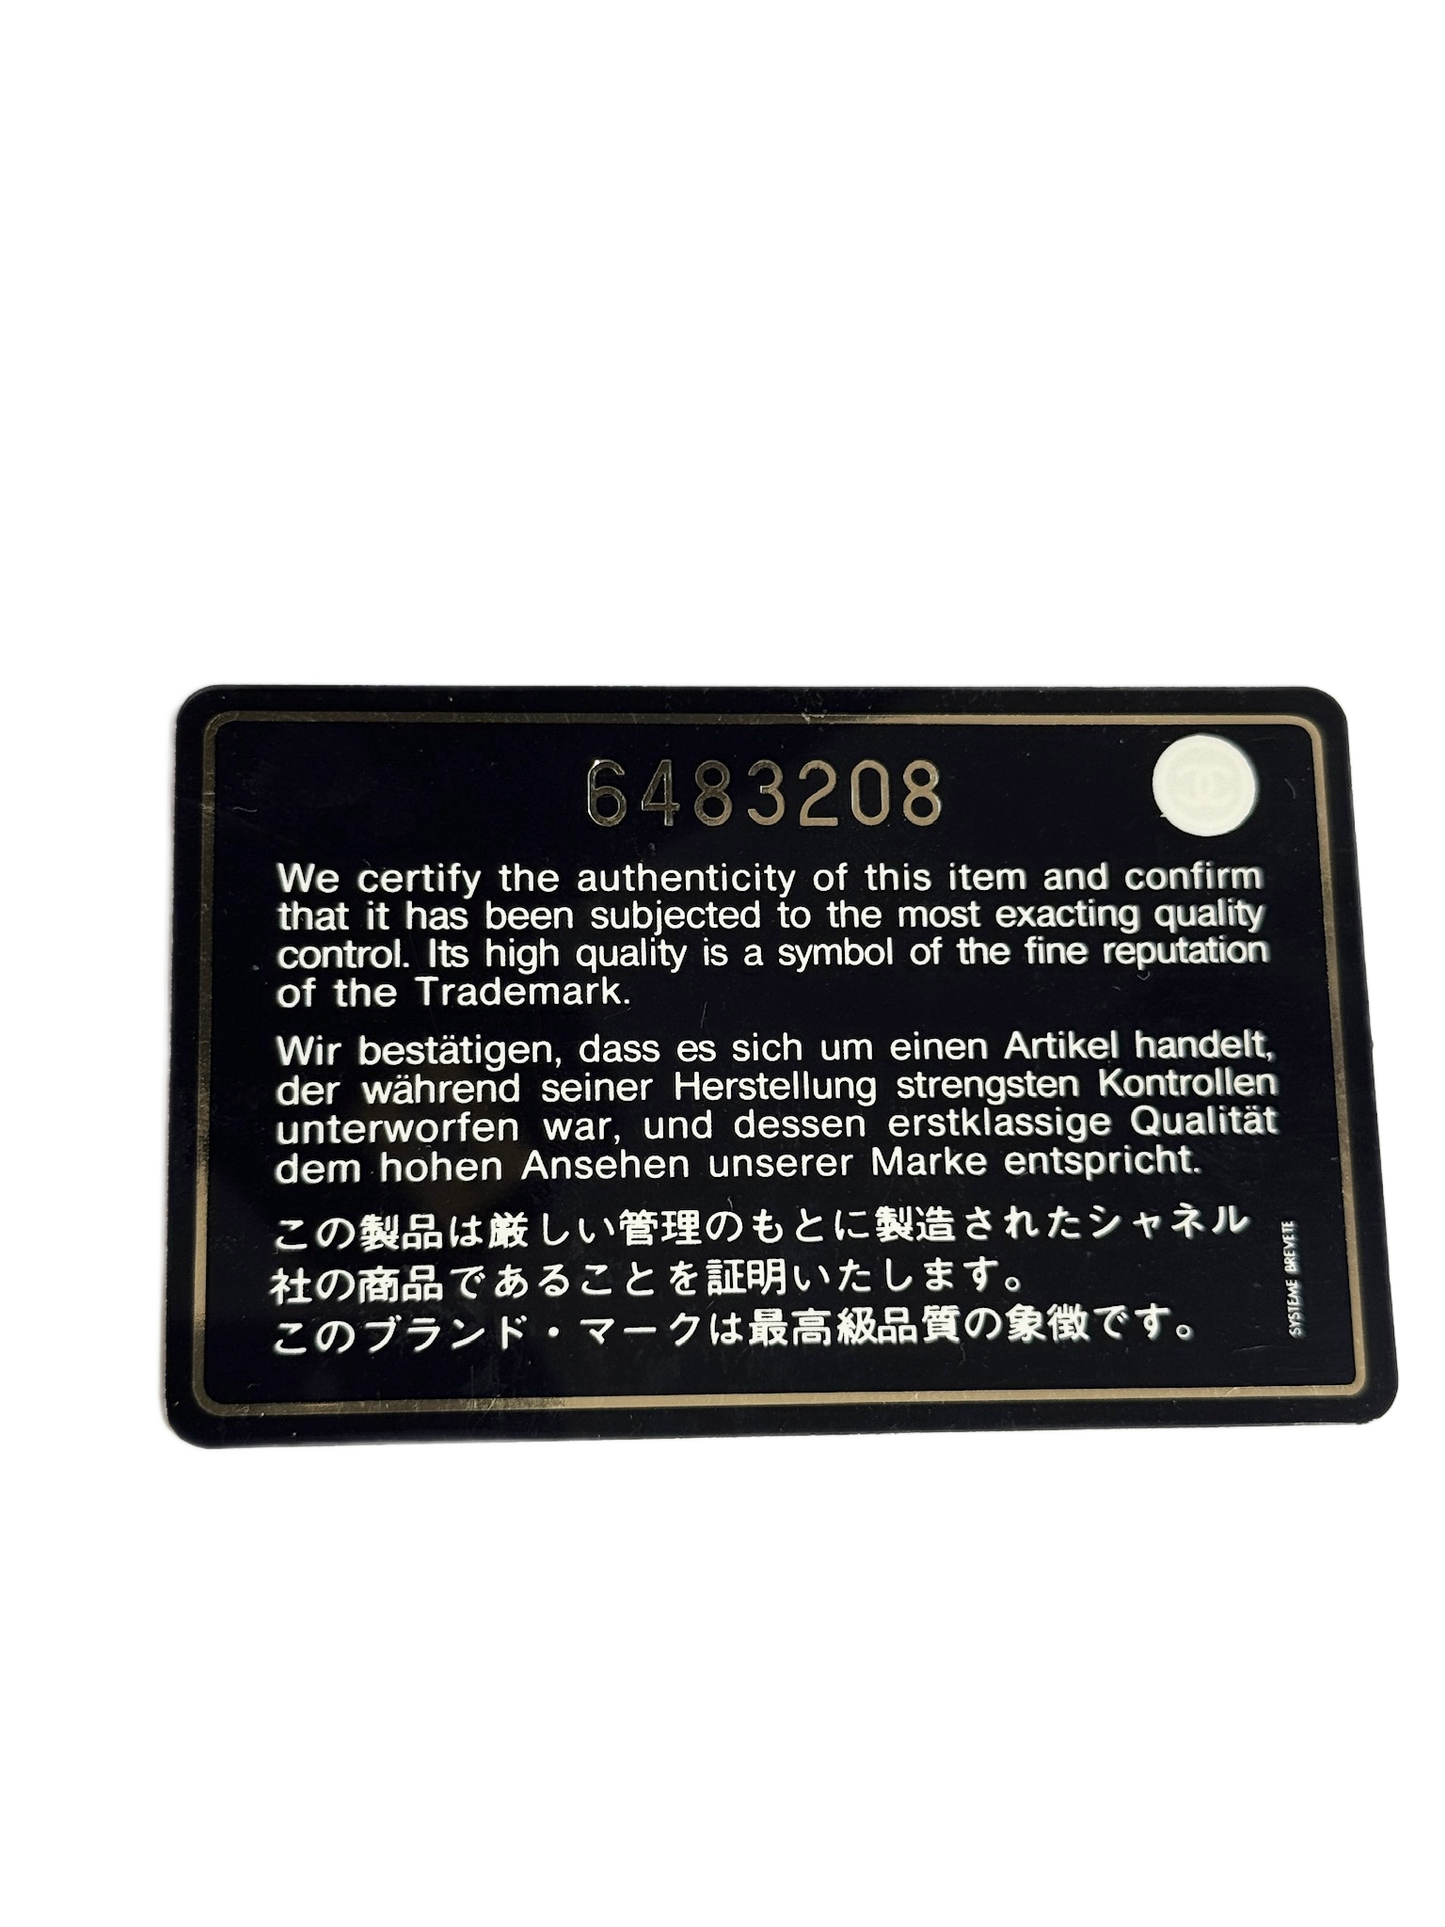 6483208
We certify the authenticity of this item and confirm
that it has been subjected to the most exacting quality
control. Its high quality is a symbol of the fine reputation
of the Trademark.
Wir bestätigen, dass es sich um einen Artikel handelt,
der während seiner Herstellung strengsten Kontrollen
unterworfen war, und dessen erstklassige Qualität
dem hohen Ansehen unserer Marke entspricht.
この製品は厳しい管理のもとに製造されたシャネル
社の商品であることを証明いたします。
このブランド・マークは最高級品質の象徴です。
SYSTEME BREVETE